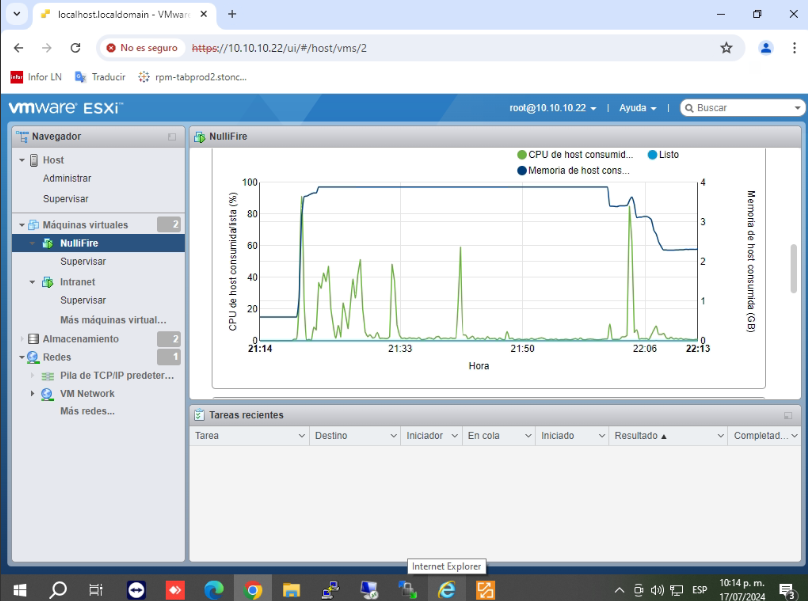 localhost.localdomain - VMwar
No es seguro https://10.10.10.22/ui/#/host/vms/2
Infor LN Traducir rpm-tabprod2.stonc...
vmware ESXi™ root@10.10.10.22 | Ayuda | Buscar
Navegador
Host
Administrar
Supervisar
Máquinas virtuales 2
NulliFire
Supervisar
Intranet
Supervisar
Más máquinas virtual...
Almacenamiento 2
Redes 1
Pila de TCP/IP predeter...
VM Network
Más redes...
NulliFire
CPU de host consumid... Listo
Memoria de host cons...
CPU de host consumida/lista (%)
100
80
60
40
20
0
4
3
2
1
0
Memoria de host consumida (GB)
21:14 21:33 21:50 22:06 22:13
Hora
Tareas recientes
Tarea Destino Iniciador En cola Iniciado Resultado ▲ Completad...
Internet Explorer
ESP
10:14 p. m.
17/07/2024
3